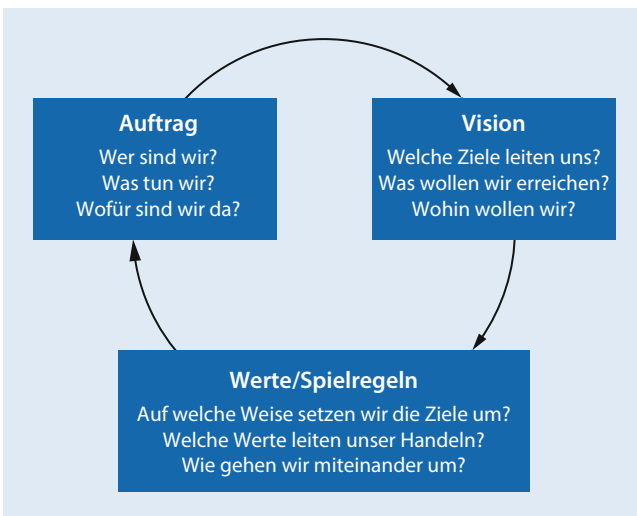 Auftrag
Wer sind wir?
Was tun wir?
Wofür sind wir da?
Vision
Welche Ziele leiten uns?
Was wollen wir erreichen?
Wohin wollen wir?
Werte/Spielregeln
Auf welche Weise setzen wir die Ziele um?
Welche Werte leiten unser Handeln?
Wie gehen wir miteinander um?